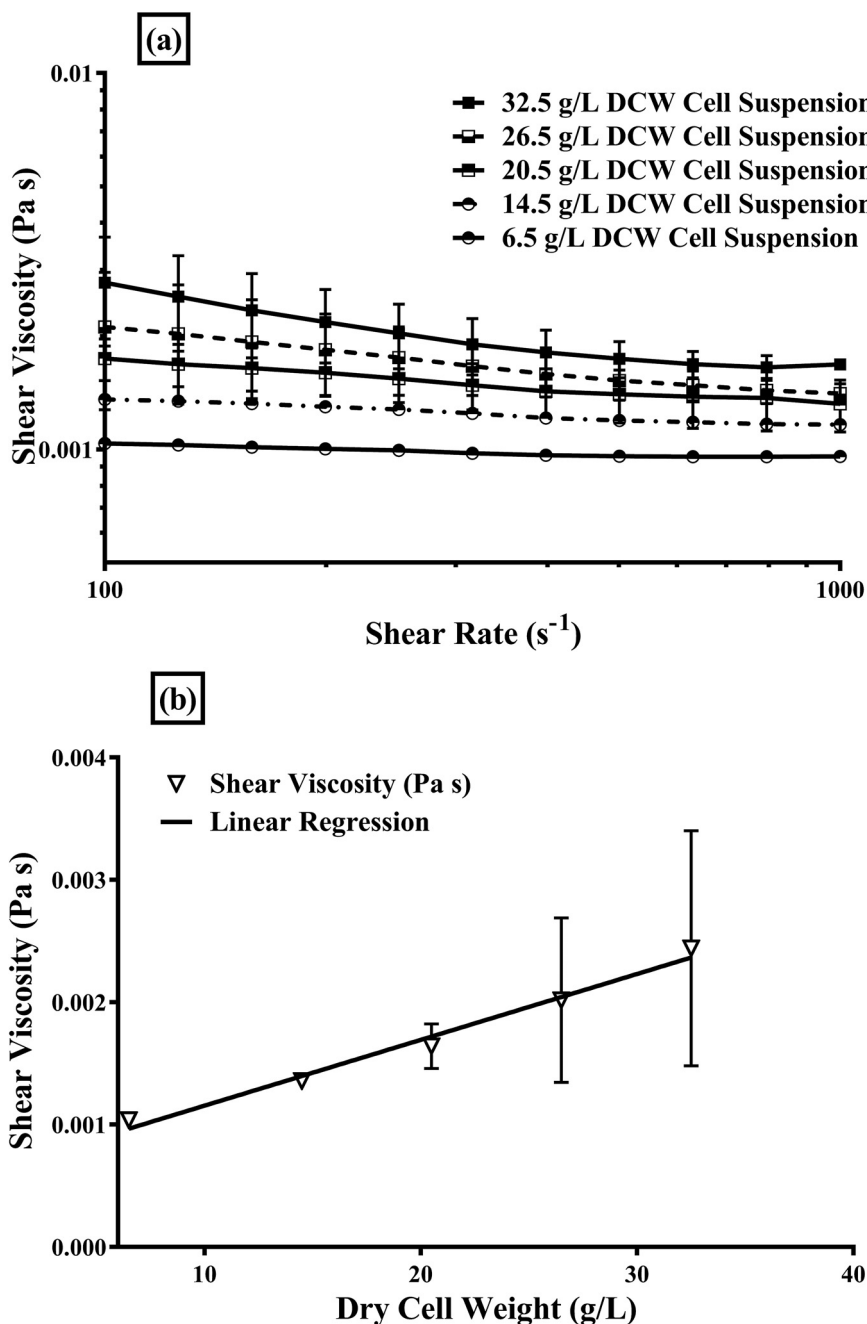 (a)
0.01
32.5 g/L DCW Cell Suspension
26.5 g/L DCW Cell Suspension
20.5 g/L DCW Cell Suspension
14.5 g/L DCW Cell Suspension
6.5 g/L DCW Cell Suspension
Shear Viscosity (Pa s)
0.001
100
1000
Shear Rate (s⁻¹)
(b)
0.004
Shear Viscosity (Pa s)
Linear Regression
0.003
Shear Viscosity (Pa s)
0.002
0.001
0.000
10
20
30
40
Dry Cell Weight (g/L)